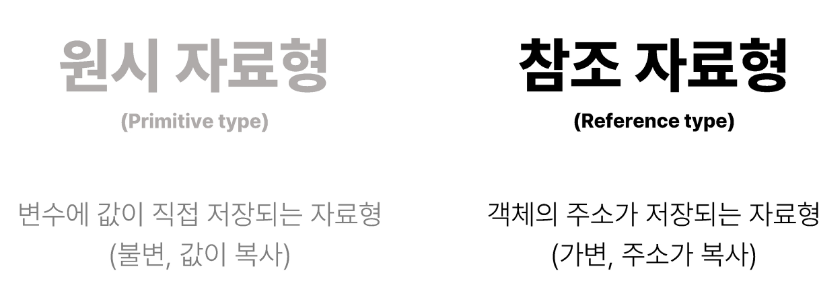 원시 자료형
(Primitive type)
변수에 값이 직접 저장되는 자료형
(불변, 값이 복사)
참조 자료형
(Reference type)
객체의 주소가 저장되는 자료형
(가변, 주소가 복사)